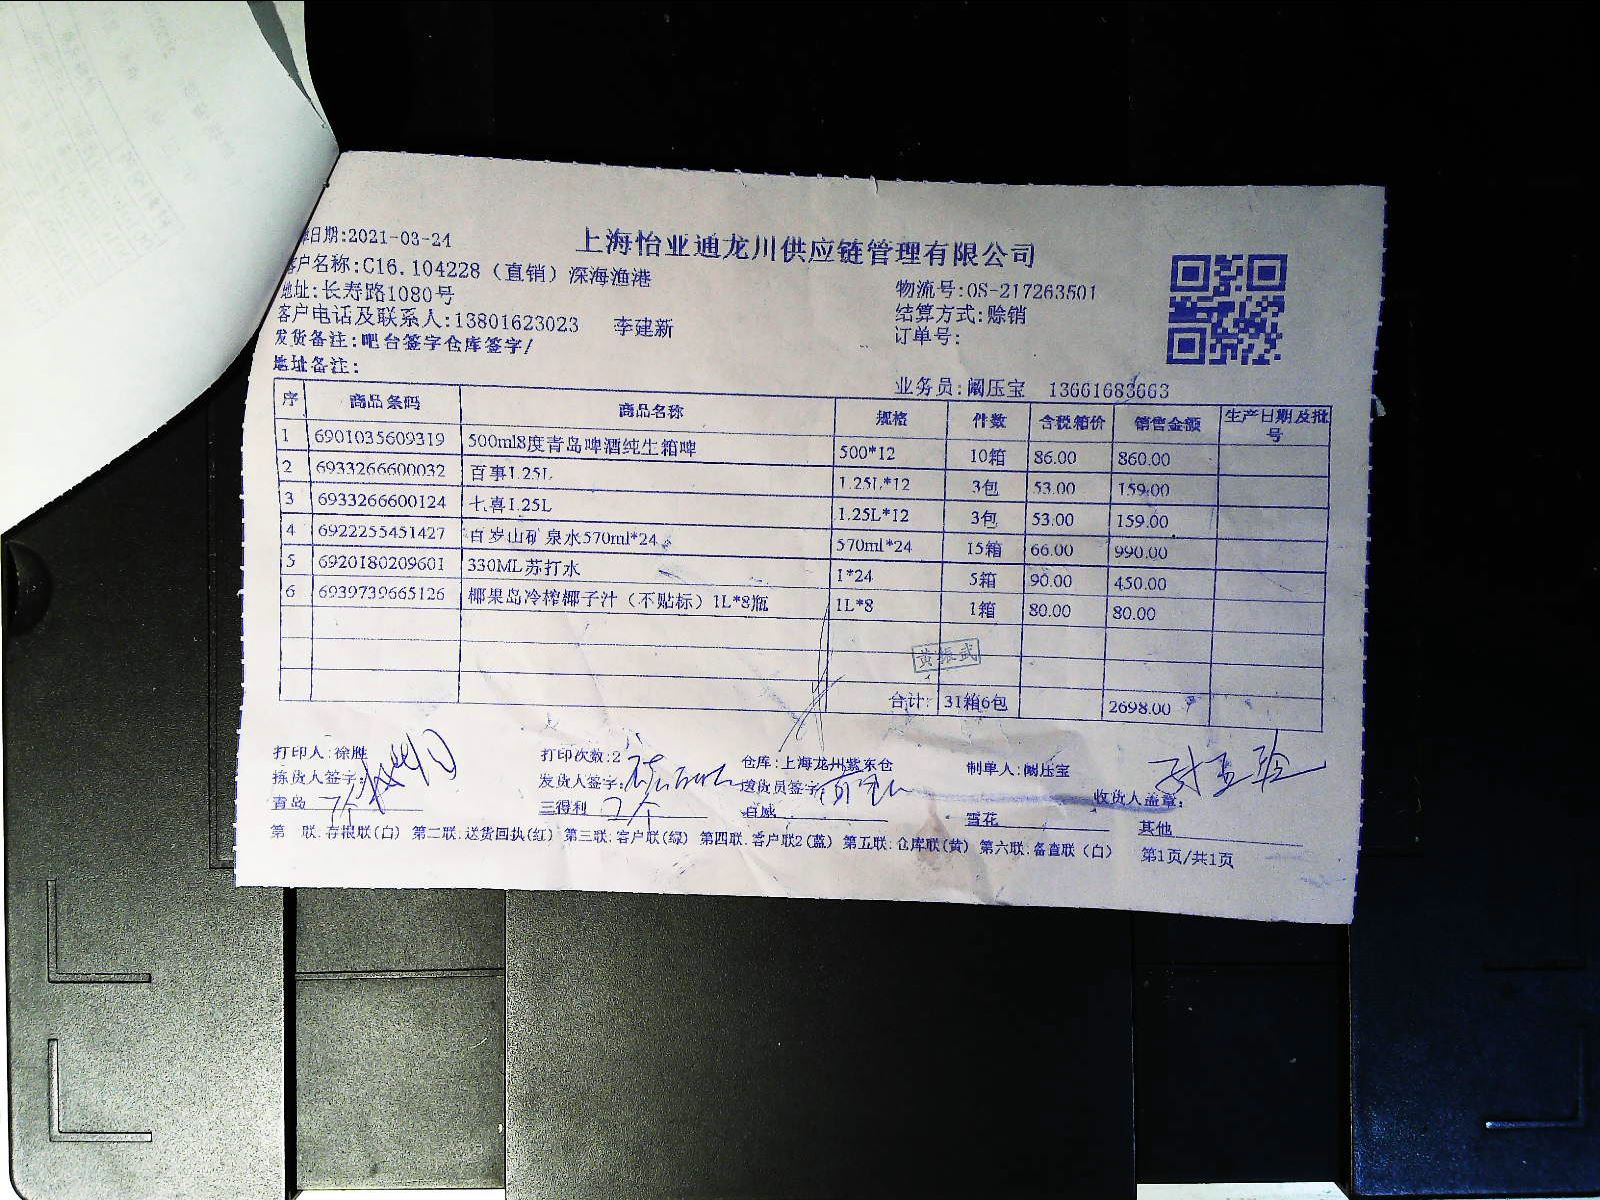 日期:2021-03-24
上海怡亚通龙川供应链管理有限公司
客户名称:C16.104228（直销）深海渔港
地址:长寿路1080号
物流号:OS-217263501
客户电话及联系人:13801623023 李建新
结算方式:赊销
发货备注:吧台签字仓库签字/
订单号:
地址备注:
业务员:阚压宝 13661683663
序 商品条码 商品名称 规格 件数 含税箱价 销售金额 生产日期及批号
1 6901035609319 500ml8度青岛啤酒纯生箱啤 500*12 10箱 86.00 860.00
2 6933266600032 百事1.25L 1.25L*12 3包 53.00 159.00
3 6933266600124 七喜1.25L 1.25L*12 3包 53.00 159.00
4 6922255451427 百岁山矿泉水570ml*24 570ml*24 15箱 66.00 990.00
5 6920180209601 330ML苏打水 1*24 5箱 90.00 450.00
6 6939739665126 椰果岛冷榨椰子汁（不贴标）1L*8瓶 1L*8 1箱 80.00 80.00
黄振武
合计: 31箱6包 2698.00
打印人:徐胜 打印次数:2 仓库:上海龙川紫东仓 制单人:阚压宝
拣货人签字: 发货人签字: 送货员签字: 收货人盖章:
青岛 7个 三得利 2个 百威 雪花 其他
第一联:存根联(白) 第二联:送货回执(红) 第三联:客户联(绿) 第四联:客户联2(蓝) 第五联:仓库联(黄) 第六联:备查联(白) 第1页/共1页